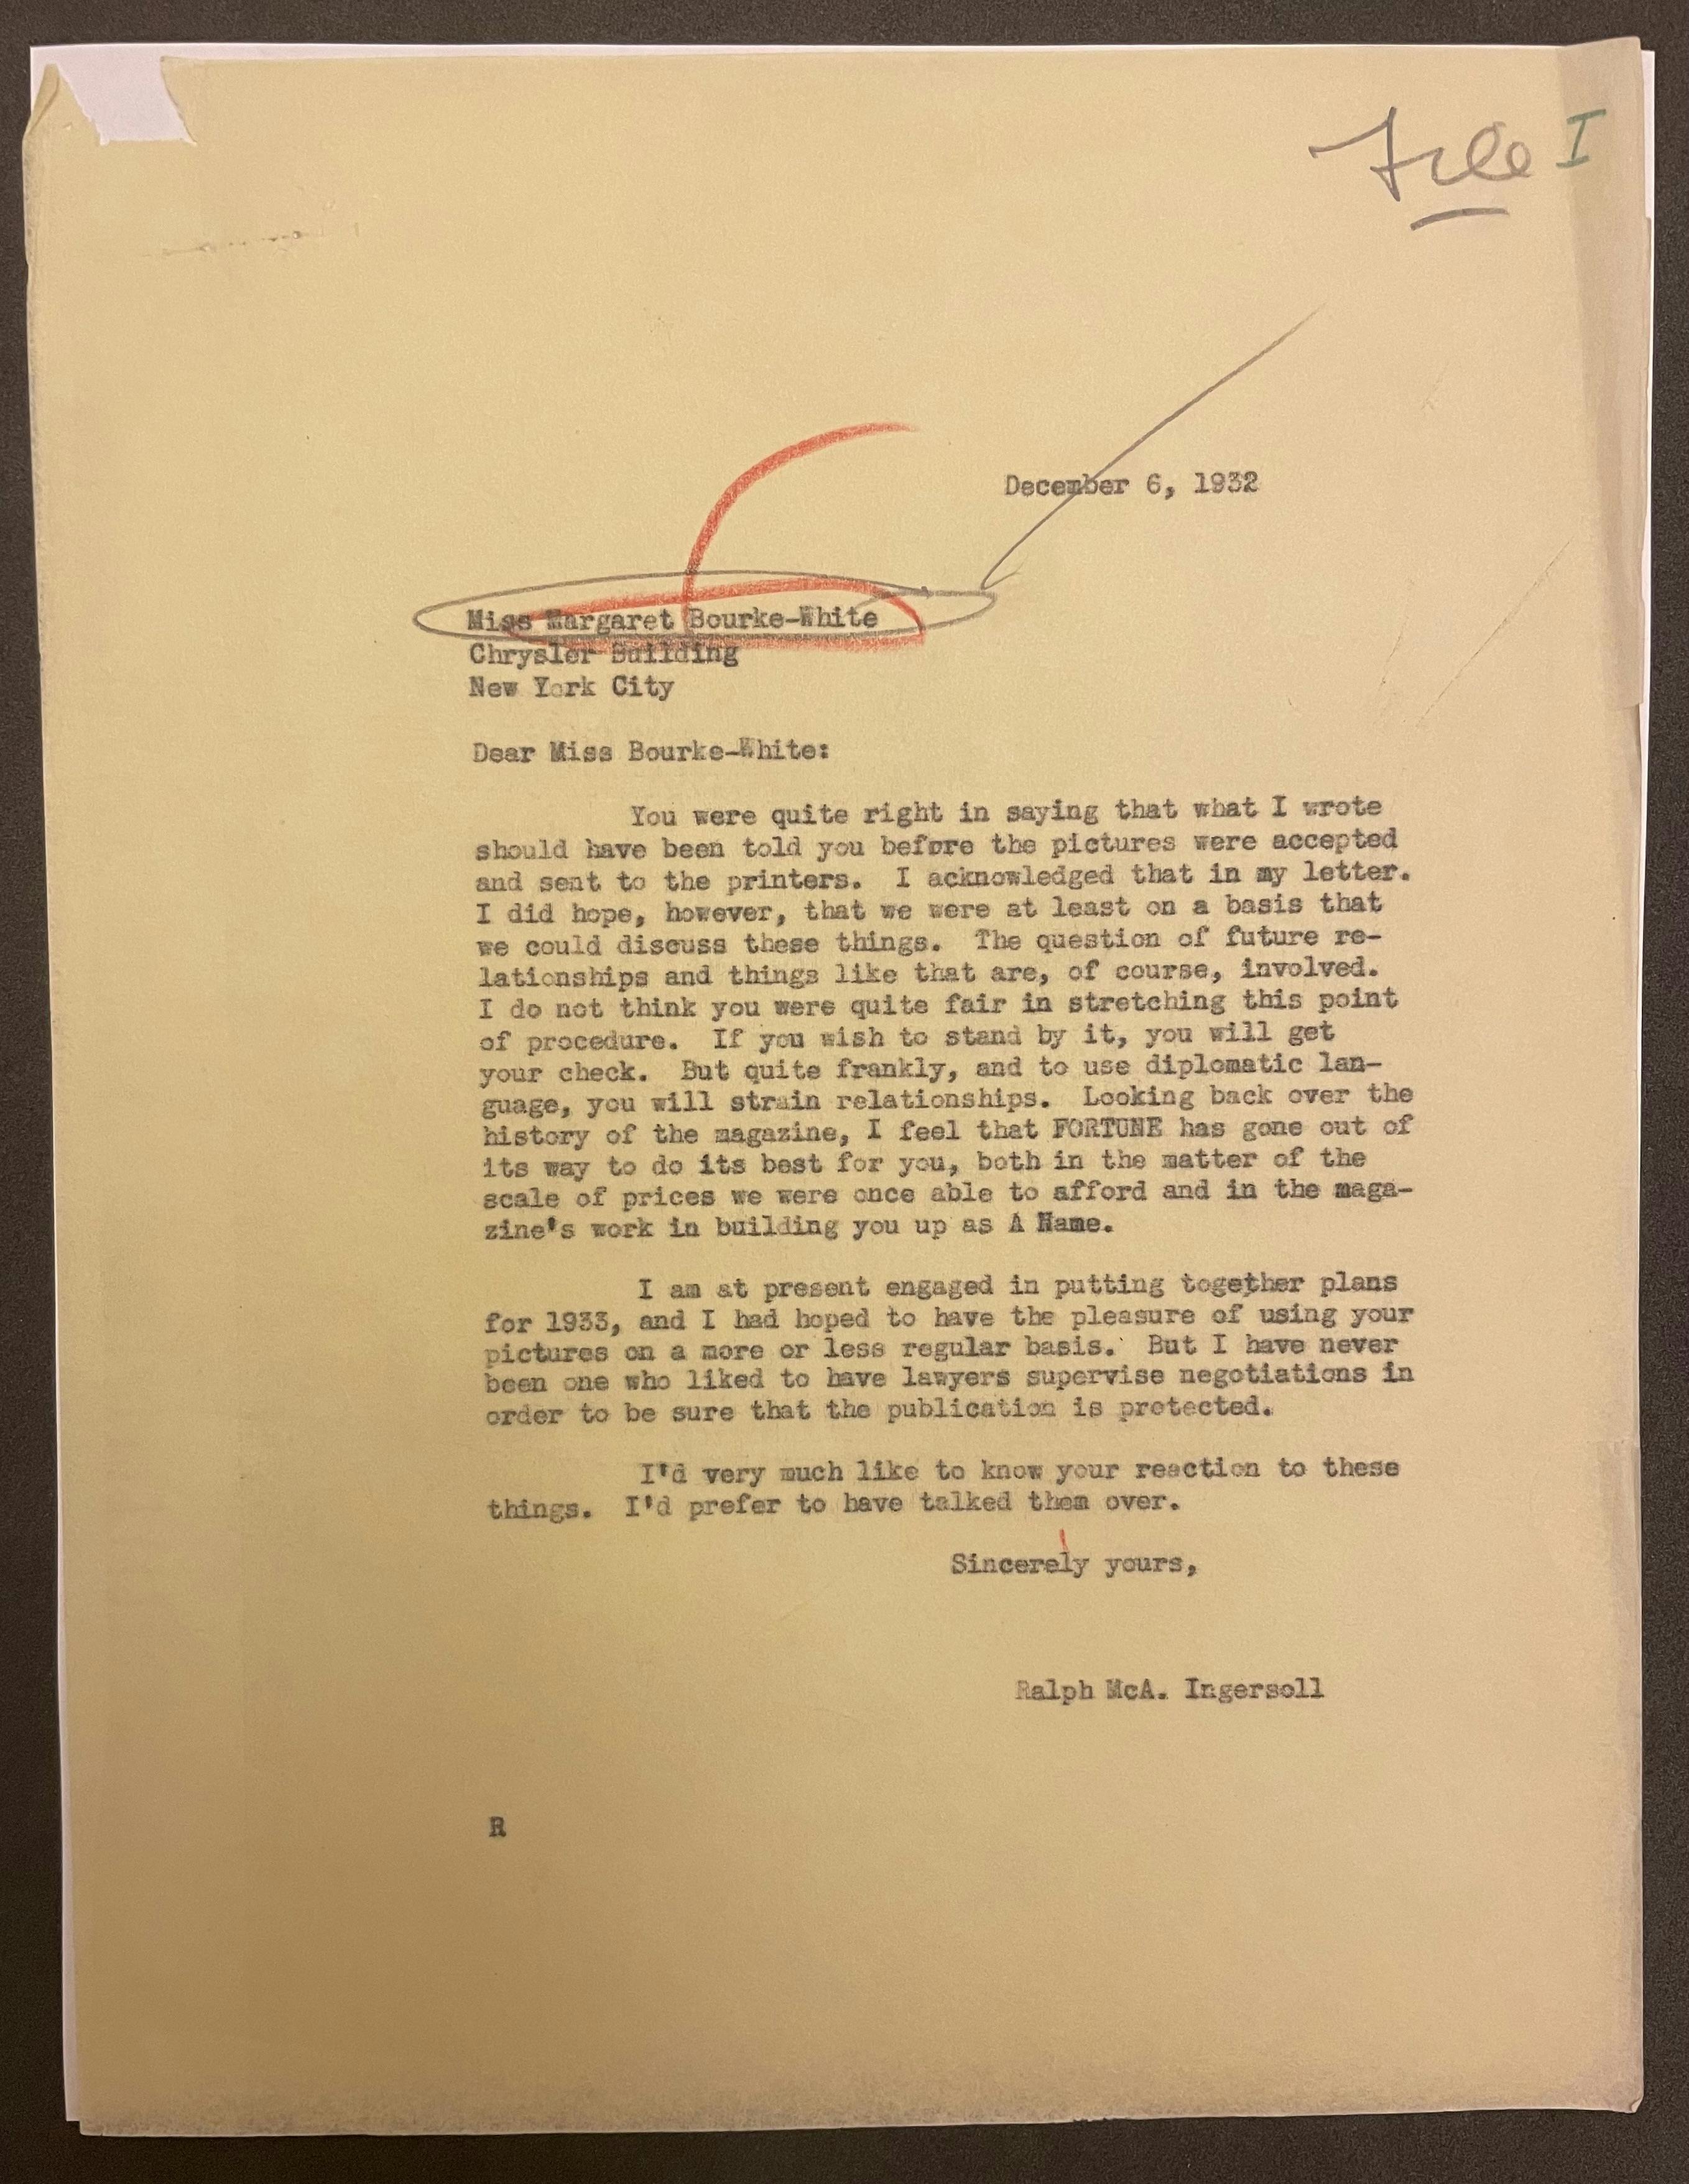 File I
December 6, 1932
Miss Margaret Bourke-White
Chrysler Building
New York City
Dear Miss Bourke-White:
You were quite right in saying that what I wrote
should have been told you before the pictures were accepted
and sent to the printers. I acknowledged that in my letter.
I did hope, however, that we were at least on a basis that
we could discuss these things. The question of future re-
lationships and things like that are, of course, involved.
I do not think you were quite fair in stretching this point
of procedure. If you wish to stand by it, you will get
your check. But quite frankly, and to use diplomatic lan-
guage, you will strain relationships. Looking back over the
history of the magazine, I feel that FORTUNE has gone out of
its way to do its best for you, both in the matter of the
scale of prices we were once able to afford and in the maga-
zine's work in building you up as A Name.
I am at present engaged in putting together plans
for 1933, and I had hoped to have the pleasure of using your
pictures on a more or less regular basis. But I have never
been one who liked to have lawyers supervise negotiations in
order to be sure that the publication is protected.
I'd very much like to know your reaction to these
things. I'd prefer to have talked them over.
Sincerely yours,
Ralph McA. Ingersoll
R